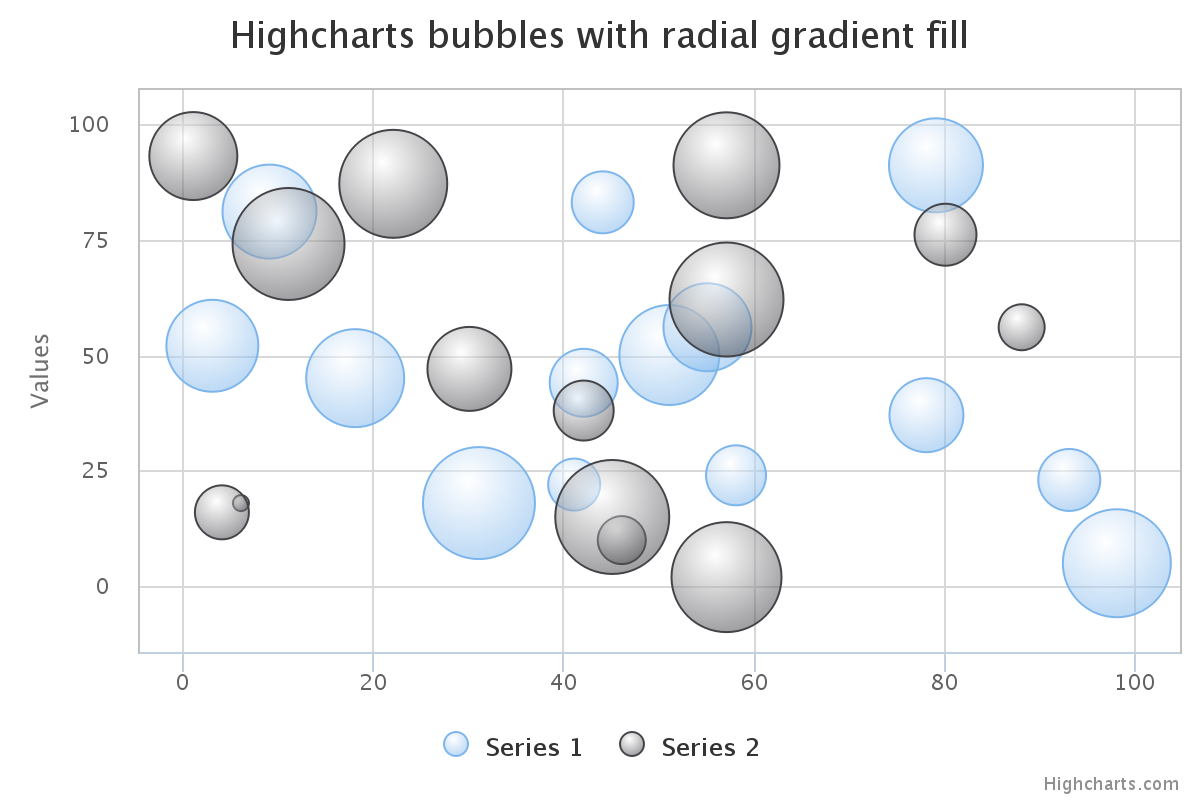 Highcharts bubbles with radial gradient fill
Values
100
75
50
25
0
0 20 40 60 80 100
Series 1 Series 2
Highcharts.com